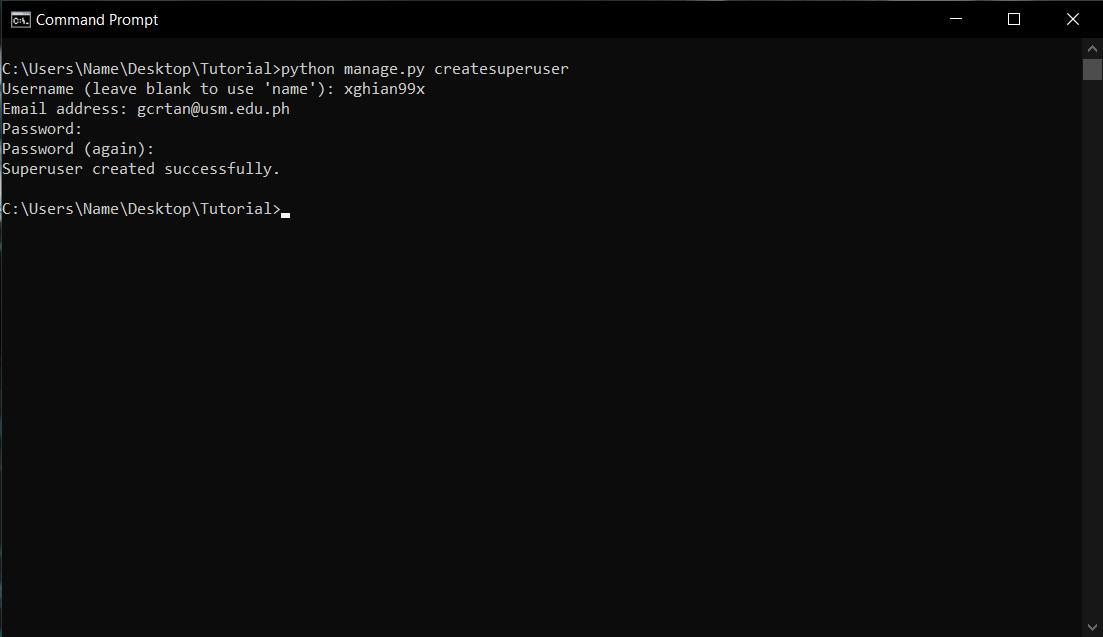 Command Prompt
C:\Users\Name\Desktop\Tutorial>python manage.py createsuperuser
Username (leave blank to use 'name'): xghian99x
Email address: gcrtan@usm.edu.ph
Password:
Password (again):
Superuser created successfully.
C:\Users\Name\Desktop\Tutorial>